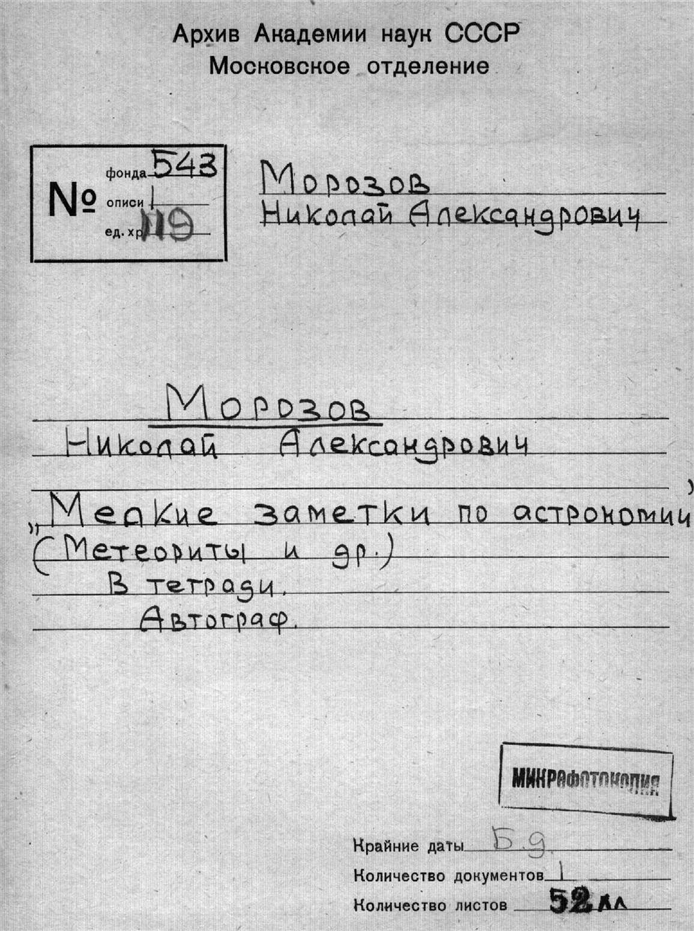 Архив Академии наук СССР
Московское отделение
№
фонда 543
описи 1
ед. хр. 119
Морозов
Николай Александрович
Морозов
Николай Александрович
„Мелкие заметки по астрономии”
(Метеориты и др.)
В тетради.
Автограф.
МИКРОФОТОКОПИЯ
Крайние даты Б.д.
Количество документов 1
Количество листов 52 лл